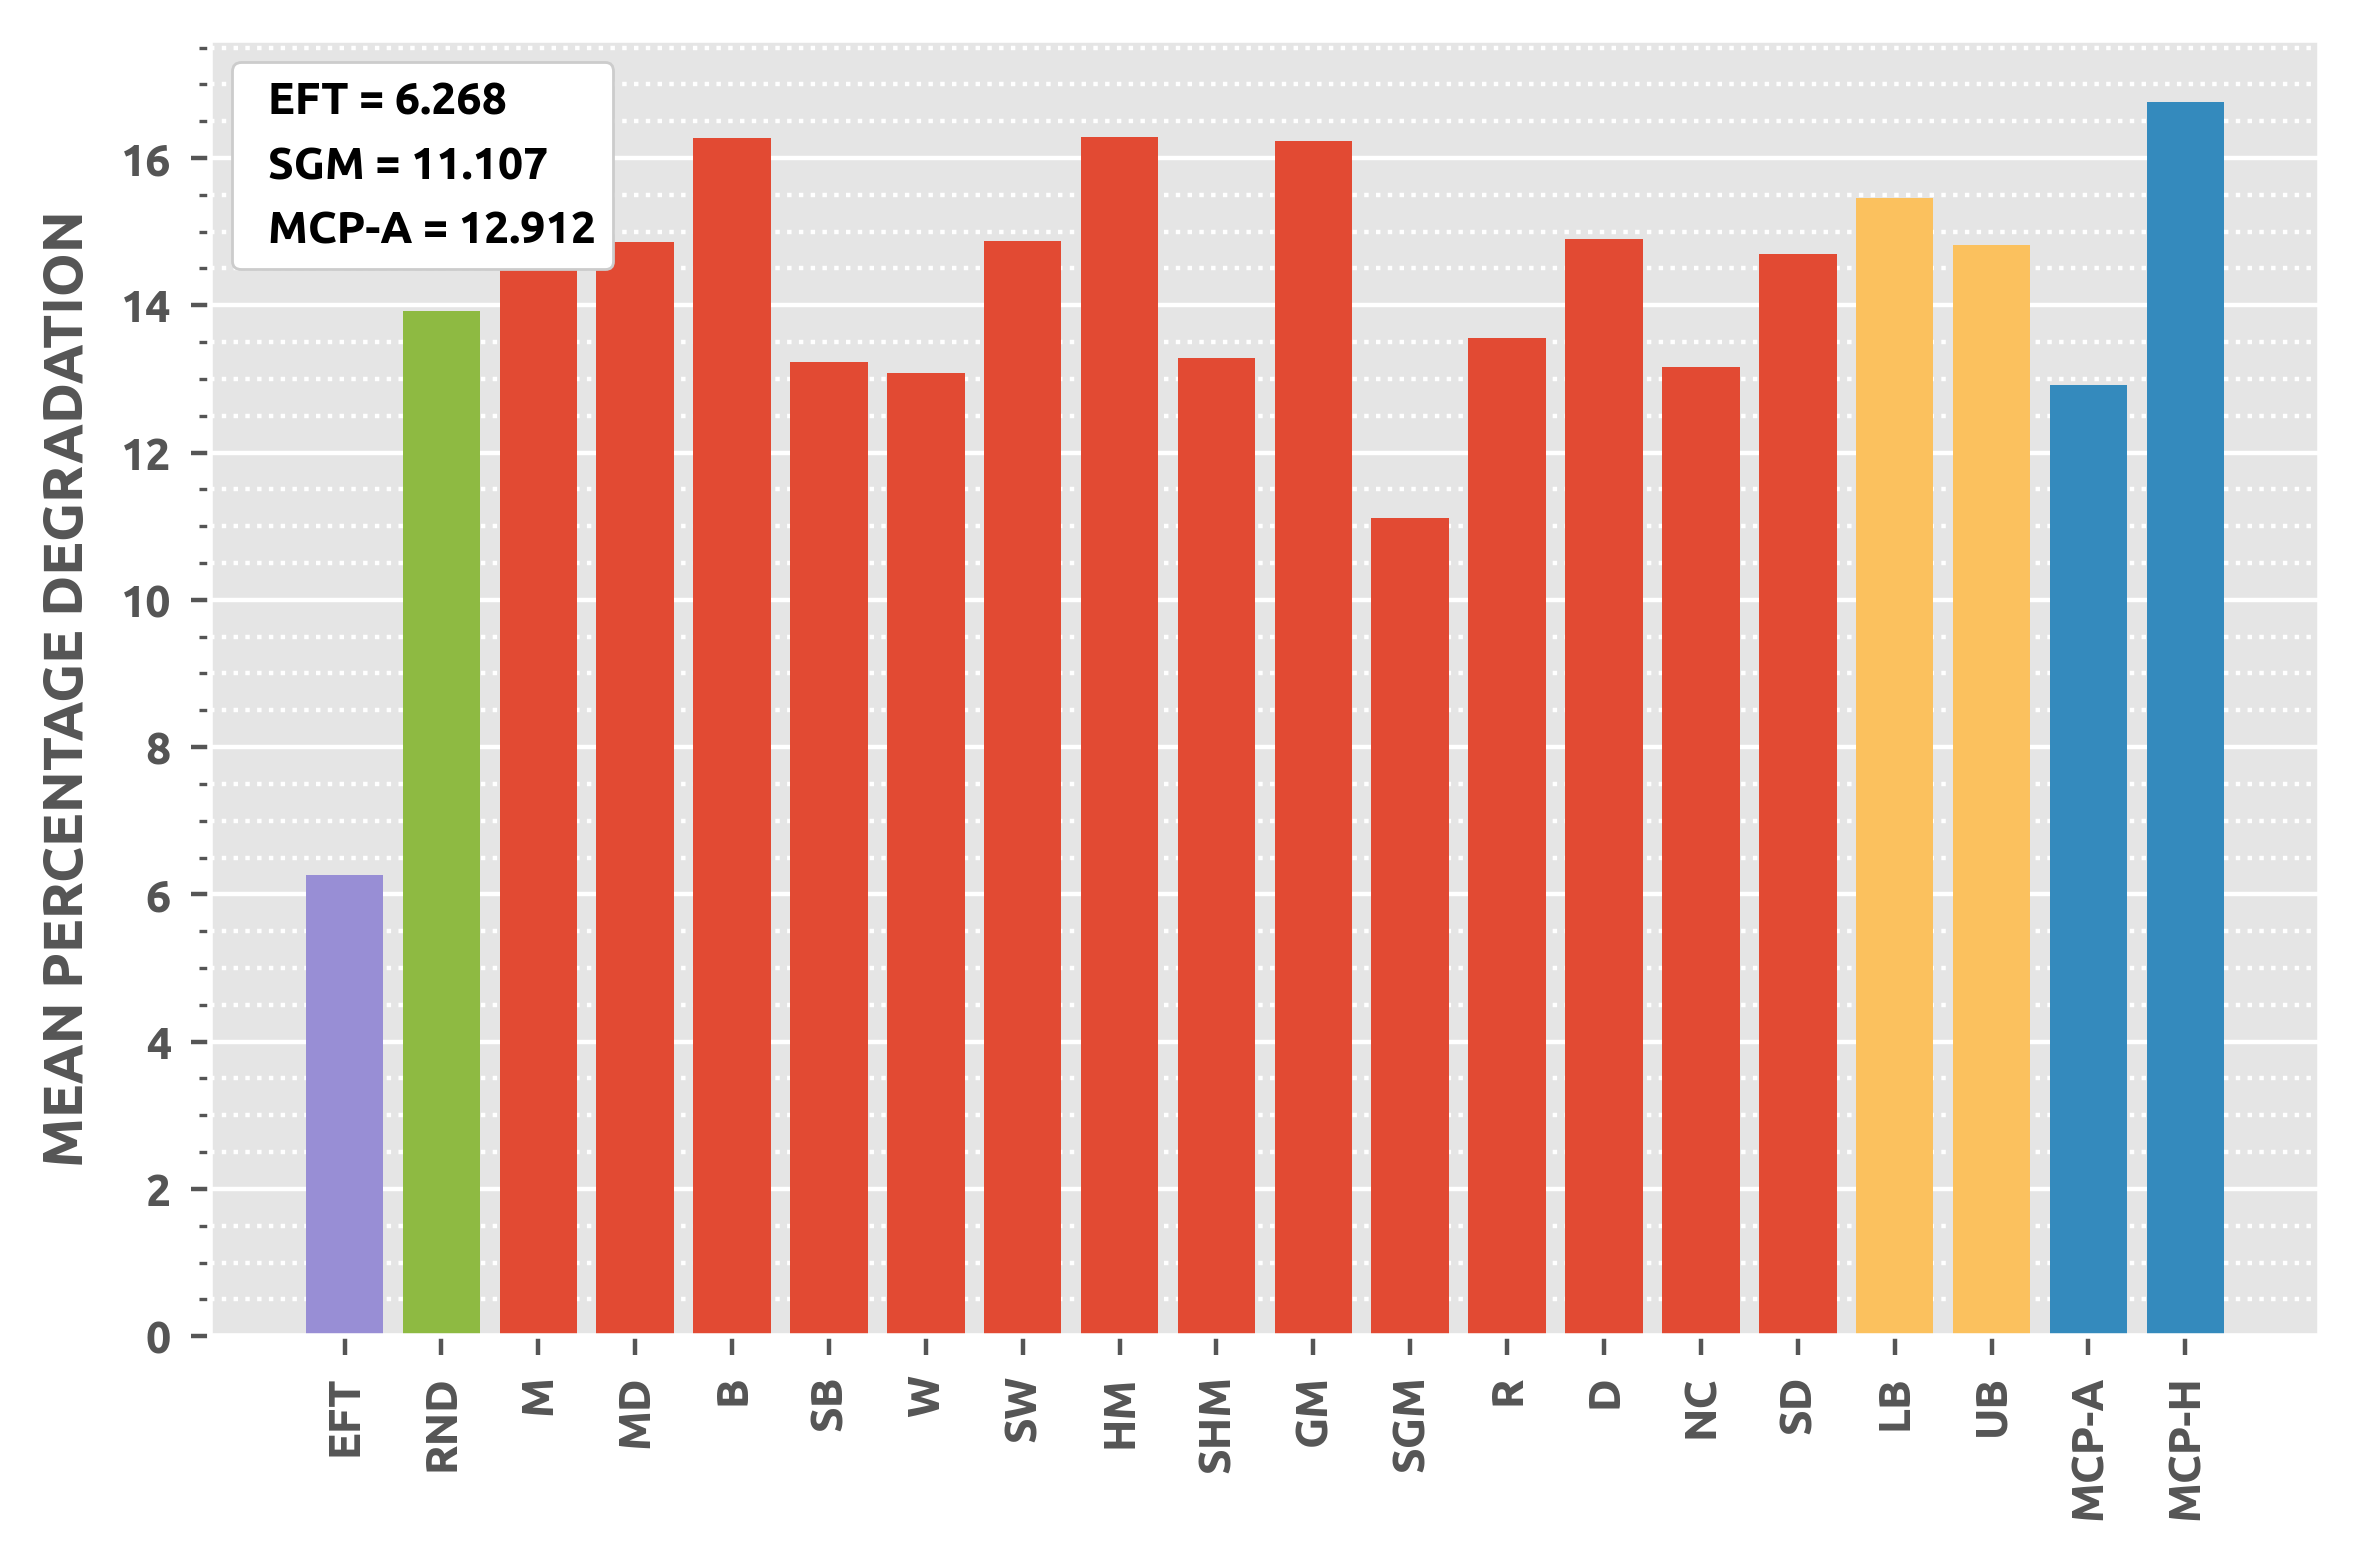 EFT = 6.268
SGM = 11.107
MCP-A = 12.912
MEAN PERCENTAGE DEGRADATION
16
14
12
10
8
6
4
2
0
EFT
RND
M
MD
B
SB
W
SW
HM
SHM
GM
SGM
R
D
NC
SD
LB
UB
MCP-A
MCP-H